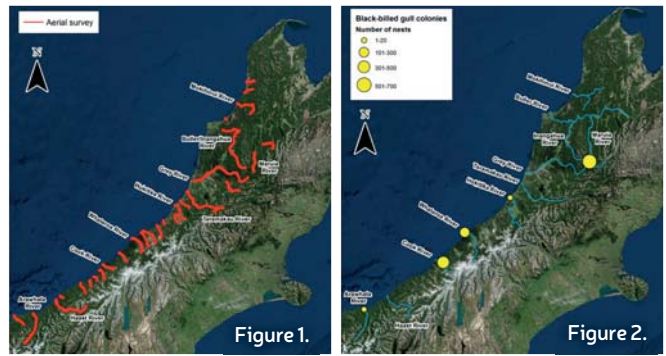 Aerial survey
N
Mokihinui River
Buller/Inangahua
River
Maruia
River
Grey River
Hokitika River
Taramakau River
Whataroa River
Cook River
Arawhata
River
Haast River
Figure 1.
Black-billed gull colonies
Number of nests
1-20
101-300
301-500
501-700
N
Mokihinui River
Buller River
Inangahua
River
Maruia
River
Grey River
Taramakau River
Hokitika River
Whataroa River
Cook River
Arawhata
River
Haast River
Figure 2.